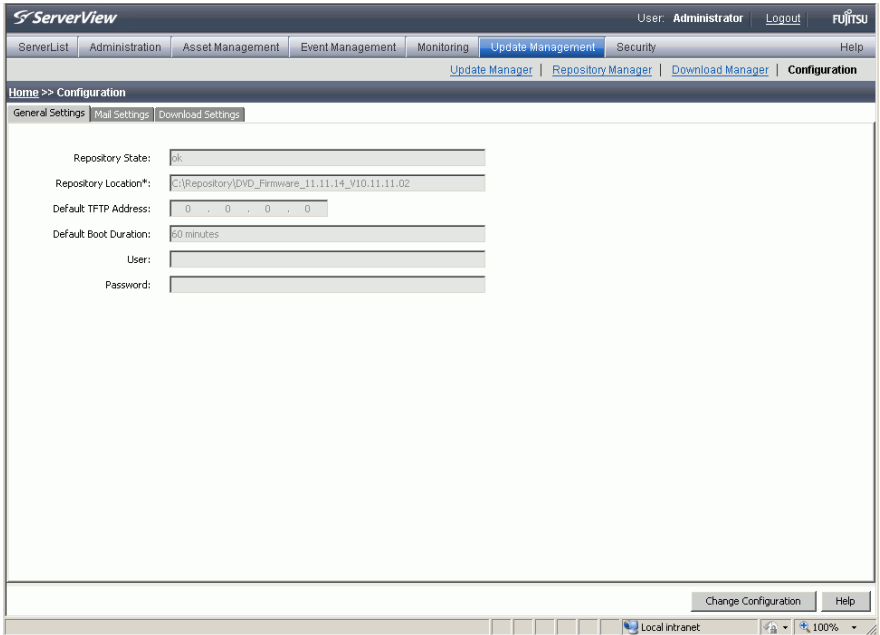 ServerView User: Administrator Logout FUJITSU
ServerList Administration Asset Management Event Management Monitoring Update Management Security Help
Update Manager | Repository Manager | Download Manager | Configuration
Home >> Configuration
General Settings Mail Settings Download Settings
Repository State: ok
Repository Location*: C:\Repository\DVD_Firmware_11.11.14_V10.11.11.02
Default TFTP Address: 0 . 0 . 0 . 0
Default Boot Duration: 60 minutes
User:
Password:
Change Configuration Help
Local intranet 100%